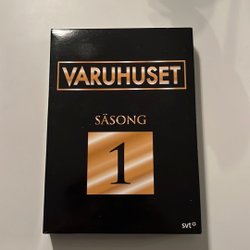 VARUHUSET
SÄSONG
1
svt